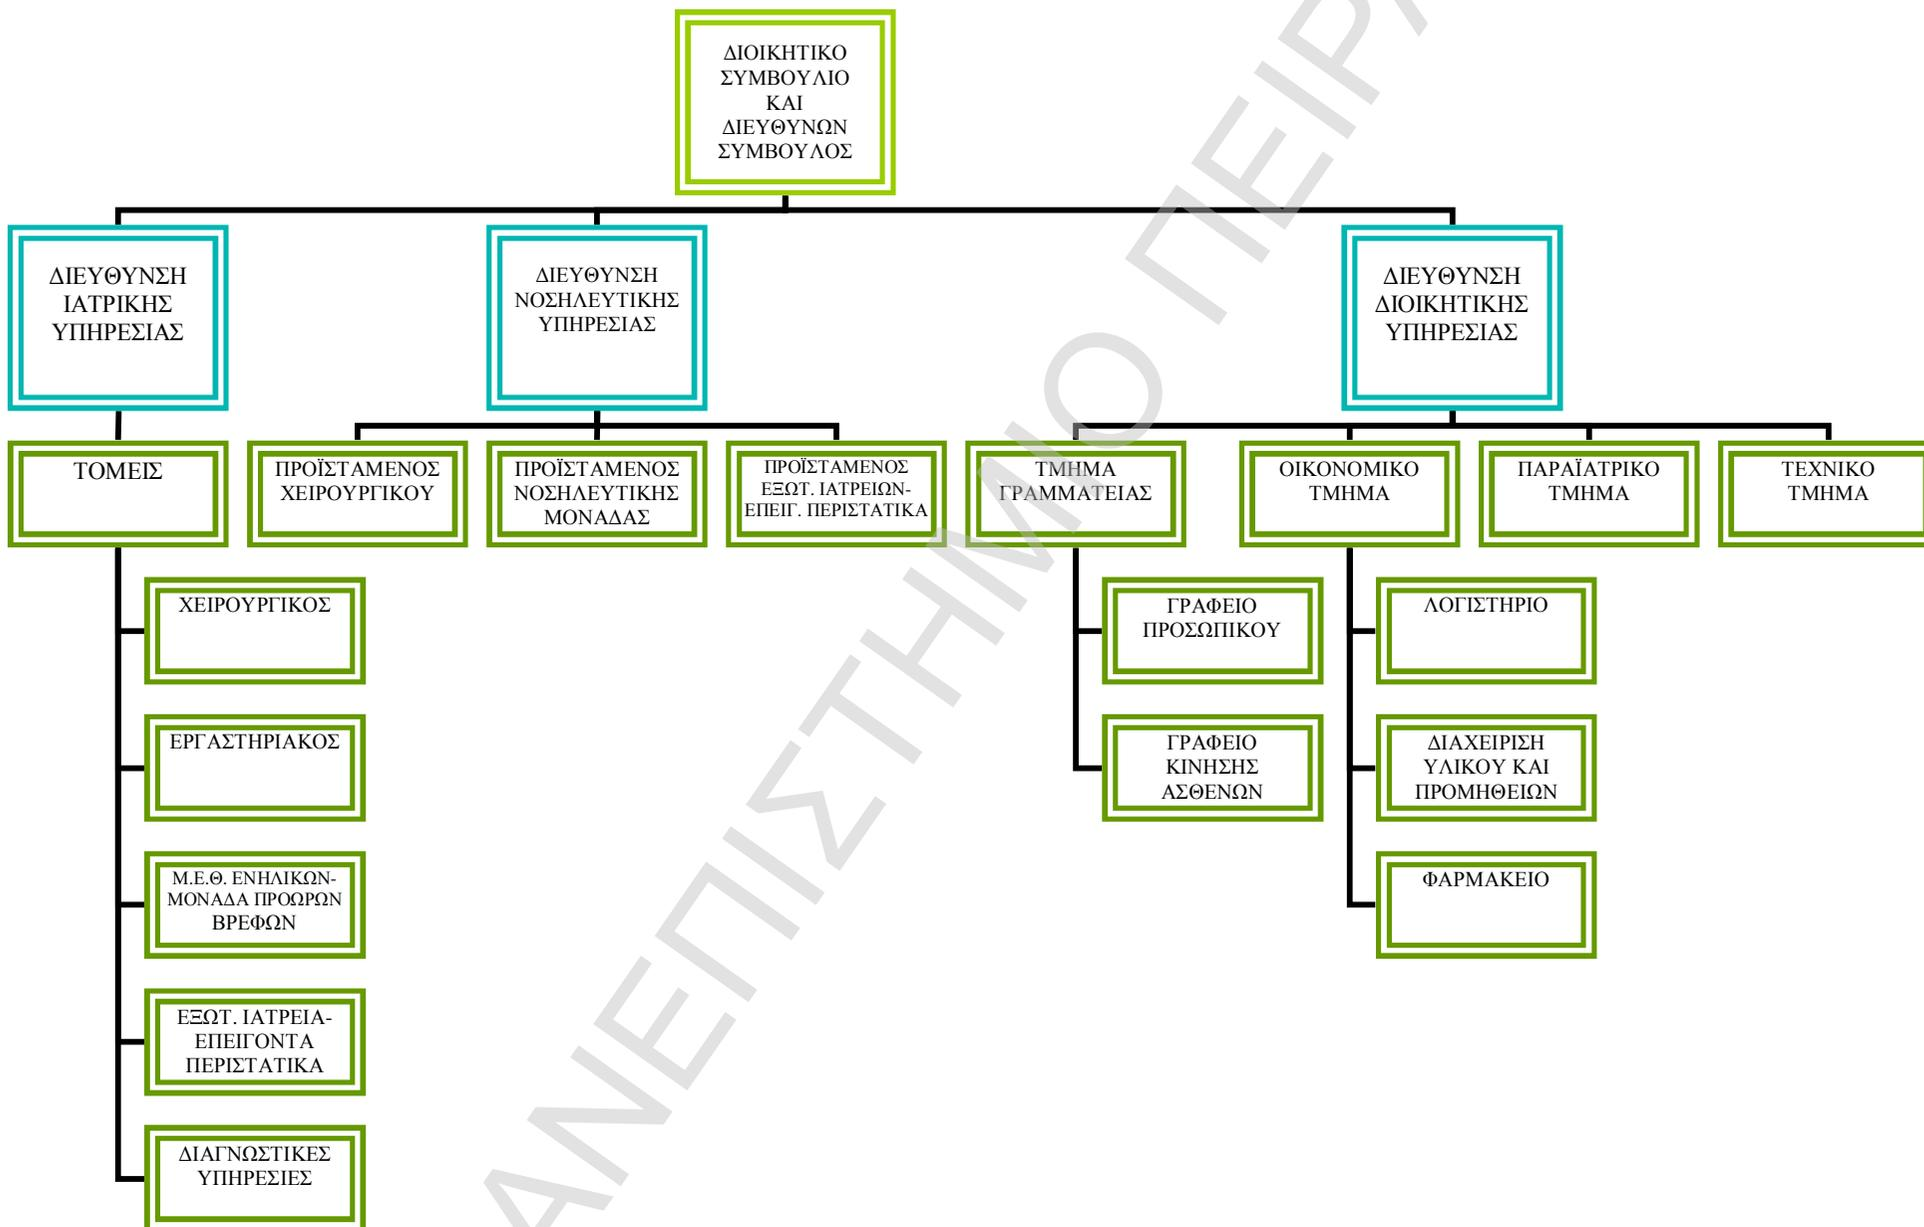 ΔΙΟΙΚΗΤΙΚΟ
ΣΥΜΒΟΥΛΙΟ
ΚΑΙ
ΔΙΕΥΘΥΝΩΝ
ΣΥΜΒΟΥΛΟΣ
ΔΙΕΥΘΥΝΣΗ
ΙΑΤΡΙΚΗΣ
ΥΠΗΡΕΣΙΑΣ
ΔΙΕΥΘΥΝΣΗ
ΝΟΣΗΛΕΥΤΙΚΗΣ
ΥΠΗΡΕΣΙΑΣ
ΔΙΕΥΘΥΝΣΗ
ΔΙΟΙΚΗΤΙΚΗΣ
ΥΠΗΡΕΣΙΑΣ
ΤΟΜΕΙΣ
ΠΡΟΪΣΤΑΜΕΝΟΣ
ΧΕΙΡΟΥΡΓΙΚΟΥ
ΠΡΟΪΣΤΑΜΕΝΟΣ
ΝΟΣΗΛΕΥΤΙΚΗΣ
ΜΟΝΑΔΑΣ
ΠΡΟΪΣΤΑΜΕΝΟΣ
ΕΞΩΤ. ΙΑΤΡΕΙΩΝ-
ΕΠΕΙΓ. ΠΕΡΙΣΤΑΤΙΚΑ
ΤΜΗΜΑ
ΓΡΑΜΜΑΤΕΙΑΣ
ΟΙΚΟΝΟΜΙΚΟ
ΤΜΗΜΑ
ΠΑΡΑΪΑΤΡΙΚΟ
ΤΜΗΜΑ
ΤΕΧΝΙΚΟ
ΤΜΗΜΑ
ΧΕΙΡΟΥΡΓΙΚΟΣ
ΕΡΓΑΣΤΗΡΙΑΚΟΣ
Μ.Ε.Θ. ΕΝΗΛΙΚΩΝ-
ΜΟΝΑΔΑ ΠΡΟΩΡΩΝ
ΒΡΕΦΩΝ
ΕΞΩΤ. ΙΑΤΡΕΙΑ-
ΕΠΕΙΓΟΝΤΑ
ΠΕΡΙΣΤΑΤΙΚΑ
ΔΙΑΓΝΩΣΤΙΚΕΣ
ΥΠΗΡΕΣΙΕΣ
ΓΡΑΦΕΙΟ
ΠΡΟΣΩΠΙΚΟΥ
ΓΡΑΦΕΙΟ
ΚΙΝΗΣΗΣ
ΑΣΘΕΝΩΝ
ΛΟΓΙΣΤΗΡΙΟ
ΔΙΑΧΕΙΡΙΣΗ
ΥΛΙΚΟΥ ΚΑΙ
ΠΡΟΜΗΘΕΙΩΝ
ΦΑΡΜΑΚΕΙΟ
ΑΝΕΠΙΣΤΗΜΙΟ ΠΕΙΡΑ